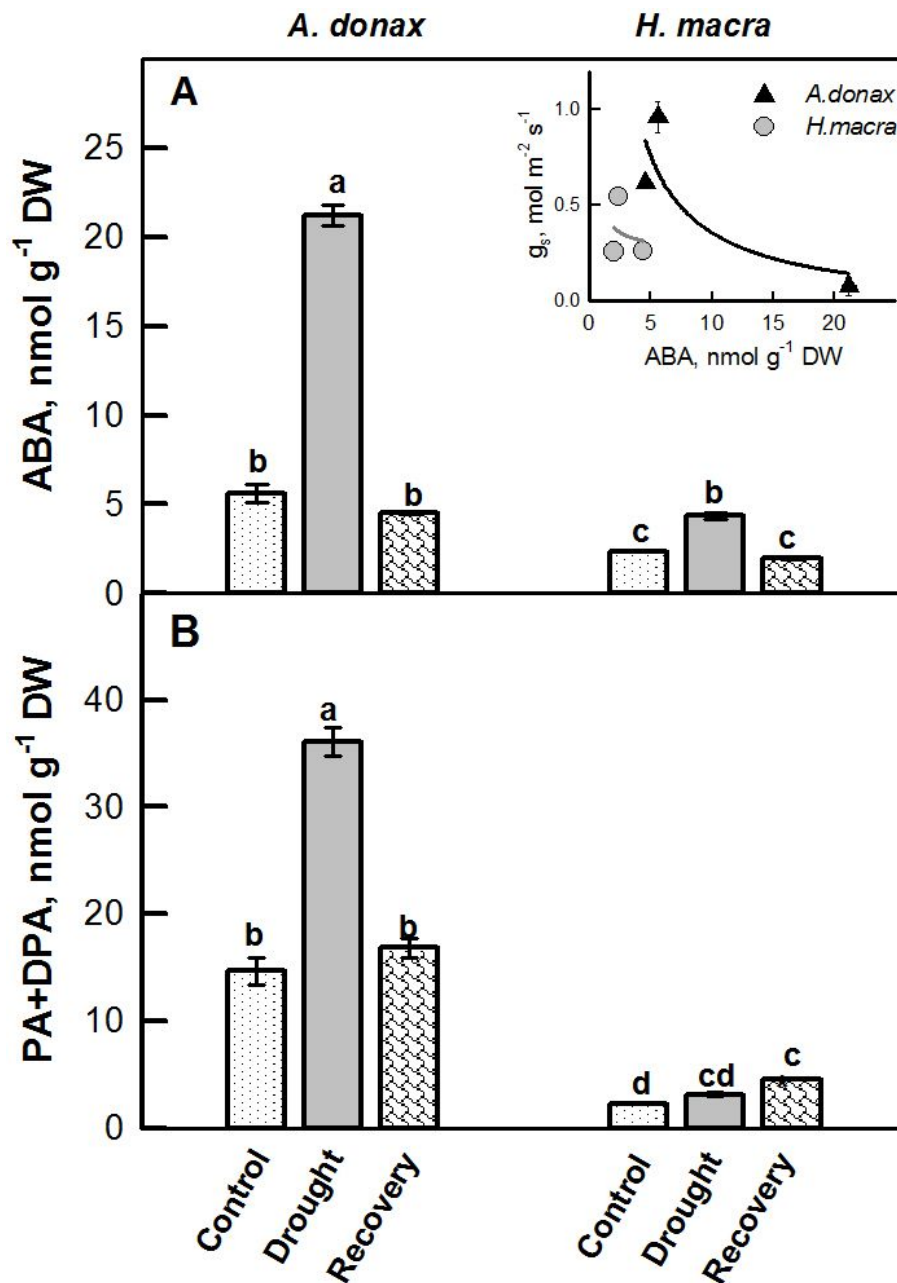 A. donax H. macra
A
ABA, nmol g⁻¹ DW
25
20
15
10
5
0
a
b
b
c
b
c
A.donax
H.macra
gₛ, mol m⁻² s⁻¹
1.0
0.5
0.0
0 5 10 15 20
ABA, nmol g⁻¹ DW
B
PA+DPA, nmol g⁻¹ DW
40
30
20
10
0
a
b
b
d
cd
c
Control Drought Recovery Control Drought Recovery